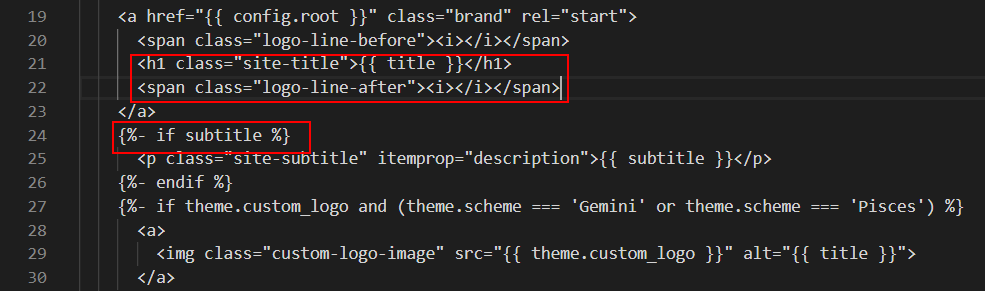 19 <a href="{{ config.root }}" class="brand" rel="start">
20 <span class="logo-line-before"><i></i></span>
21 <h1 class="site-title">{{ title }}</h1>
22 <span class="logo-line-after"><i></i></span>
23 </a>
24 {%- if subtitle %}
25 <p class="site-subtitle" itemprop="description">{{ subtitle }}</p>
26 {%- endif %}
27 {%- if theme.custom_logo and (theme.scheme === 'Gemini' or theme.scheme === 'Pisces') %}
28 <a>
29 <img class="custom-logo-image" src="{{ theme.custom_logo }}" alt="{{ title }}">
30 </a>